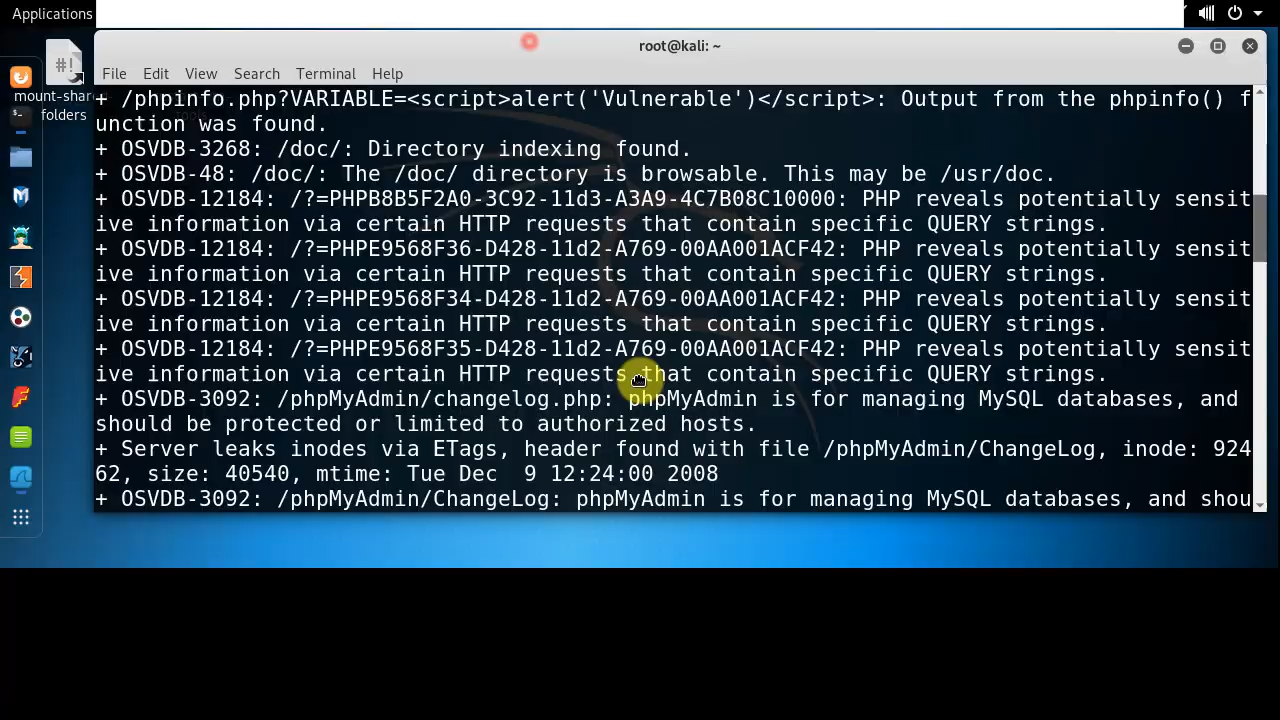 Applications
root@kali: ~
File Edit View Search Terminal Help
#!
mount-shar
folders
+ /phpinfo.php?VARIABLE=<script>alert('Vulnerable')</script>: Output from the phpinfo() f
unction was found.
+ OSVDB-3268: /doc/: Directory indexing found.
+ OSVDB-48: /doc/: The /doc/ directory is browsable. This may be /usr/doc.
+ OSVDB-12184: /?=PHPB8B5F2A0-3C92-11d3-A3A9-4C7B08C10000: PHP reveals potentially sensit
ive information via certain HTTP requests that contain specific QUERY strings.
+ OSVDB-12184: /?=PHPE9568F36-D428-11d2-A769-00AA001ACF42: PHP reveals potentially sensit
ive information via certain HTTP requests that contain specific QUERY strings.
+ OSVDB-12184: /?=PHPE9568F34-D428-11d2-A769-00AA001ACF42: PHP reveals potentially sensit
ive information via certain HTTP requests that contain specific QUERY strings.
+ OSVDB-12184: /?=PHPE9568F35-D428-11d2-A769-00AA001ACF42: PHP reveals potentially sensit
ive information via certain HTTP requests that contain specific QUERY strings.
+ OSVDB-3092: /phpMyAdmin/changelog.php: phpMyAdmin is for managing MySQL databases, and
should be protected or limited to authorized hosts.
+ Server leaks inodes via ETags, header found with file /phpMyAdmin/ChangeLog, inode: 924
62, size: 40540, mtime: Tue Dec  9 12:24:00 2008
+ OSVDB-3092: /phpMyAdmin/ChangeLog: phpMyAdmin is for managing MySQL databases, and shou